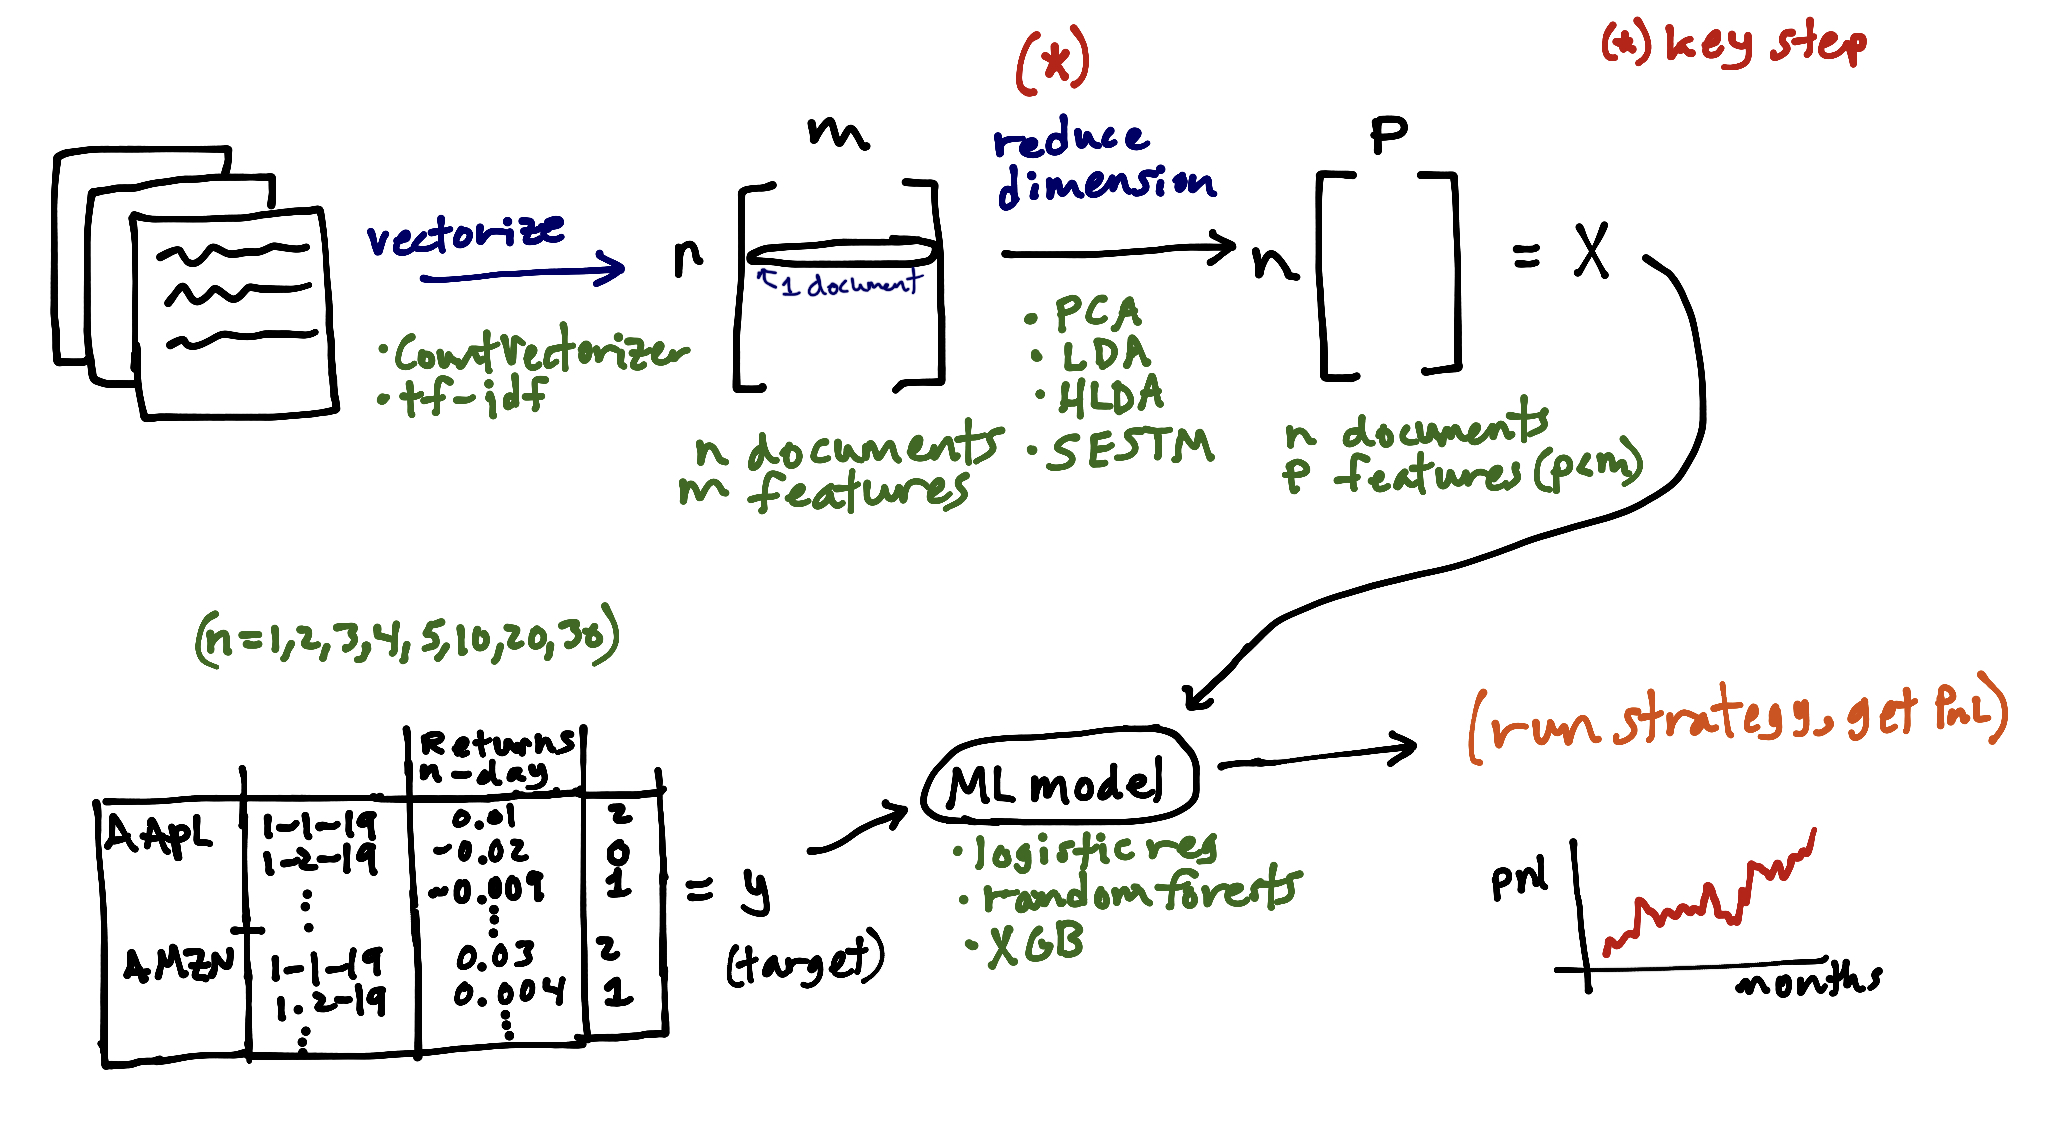 (*)
(*) key step
m
reduce
dimension
P
vectorize
n
1 document
n
= X
• CountVectorizer
• tf-idf
• PCA
• LDA
• HLDA
• SESTM
n documents
m features
n documents
p features (p<m)
(n=1,2,3,4,5,10,20,30)
Returns
n-day
AAPL 1-1-19 0.01 2
1-2-19 -0.02 0
-0.009 1
AMZN 1-1-19 0.03 2
1-2-19 0.004 1
= y
(target)
ML model
• logistic reg
• random forests
• XGB
(run strategy, get PnL)
pnl
months